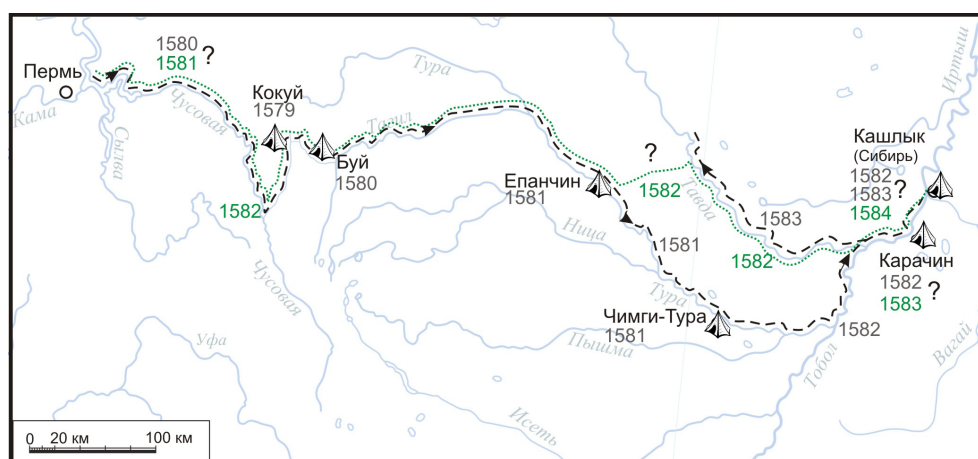 1580
1581 ?
Пермь
Кама
Чусовая
Сылва
Кокуй
1579
Тура
Тагил
Буй
1580
1582
Чусовая
Уфа
Епанчин
1581
?
1582
Тавда
Ница
1581
Тура
Чимги-Тура
1581
Пышма
Исеть
1583
1582
1582
Тобол
Иртыш
Кашлык
(Сибирь)
1582
1583 ?
1584
Карачин
1582
1583 ?
Вагай
0 20 км 100 км